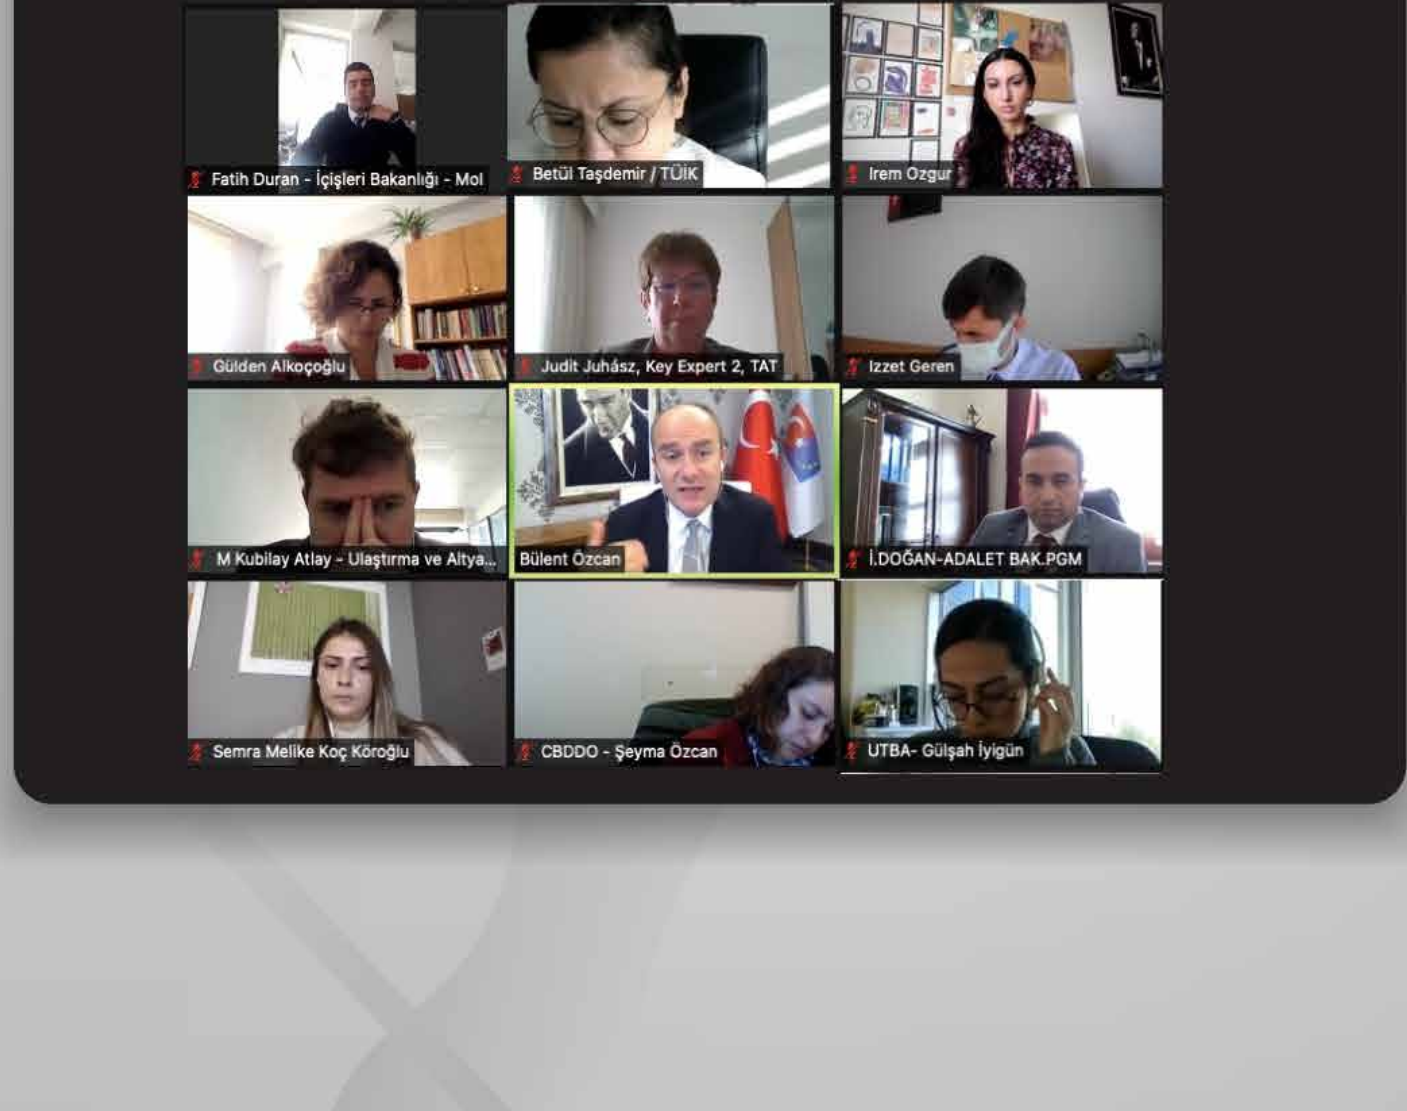 Fatih Duran - İçişleri Bakanlığı - MoI
Betül Taşdemir / TÜİK
Irem Ozgur
Gülden Alkoçoğlu
Judit Juhász, Key Expert 2, TAT
Izzet Geren
M Kubilay Atlay - Ulaştırma ve Altya...
Bülent Özcan
İ.DOĞAN-ADALET BAK.PGM
Semra Melike Koç Köroğlu
CBDDO - Şeyma Özcan
UTBA- Gülşah İyigün